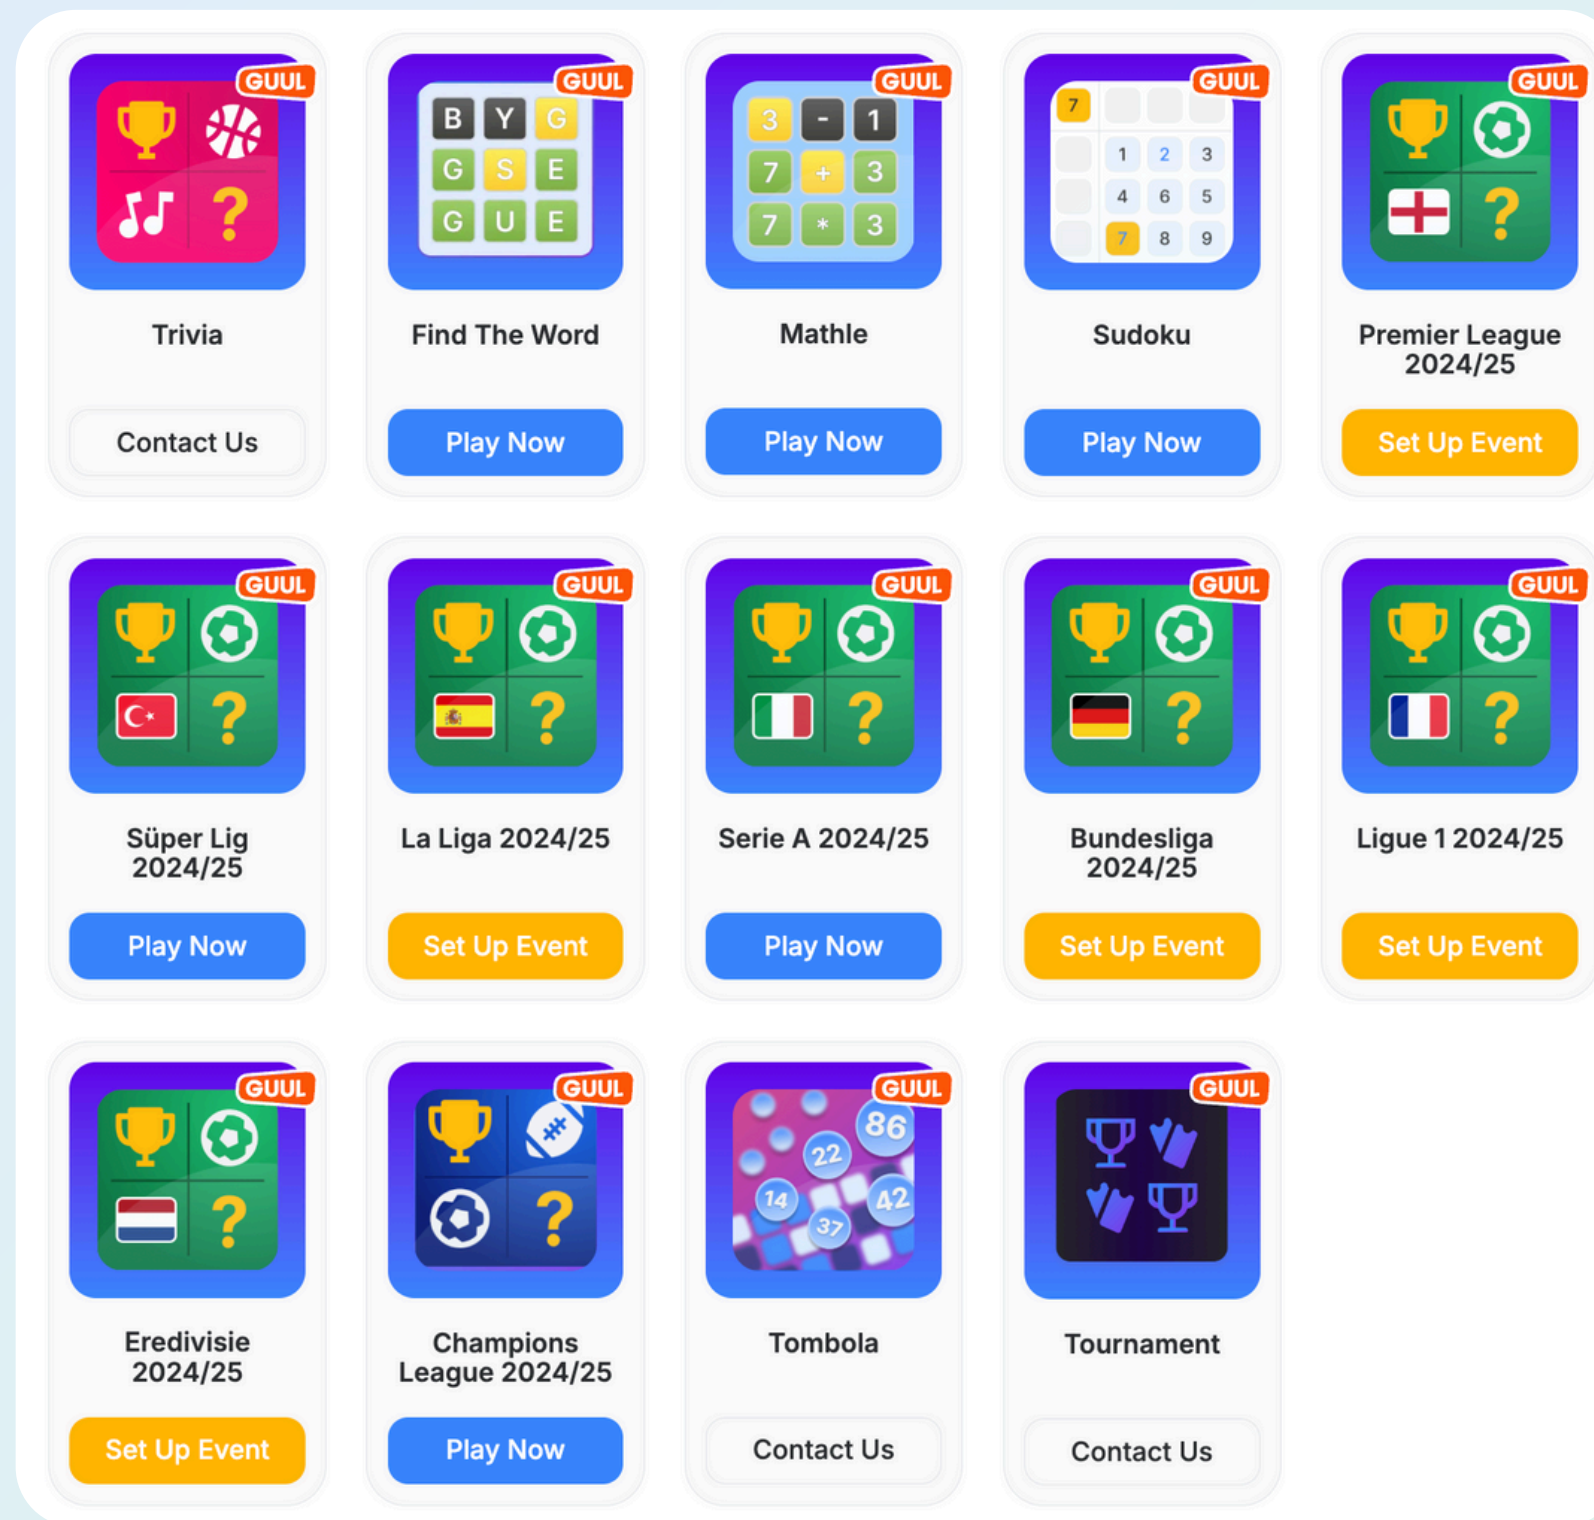 GUUL
B Y G
G S E
G U E
GUUL
3 - 1
7 + 3
7 * 3
GUUL
7
1 2 3
4 6 5
7 8 9
GUUL
GUUL
Trivia
Find The Word
Mathle
Sudoku
Premier League
2024/25
Contact Us
Play Now
Play Now
Play Now
Set Up Event
GUUL
GUUL
GUUL
GUUL
GUUL
Süper Lig
2024/25
La Liga 2024/25
Serie A 2024/25
Bundesliga
2024/25
Ligue 1 2024/25
Play Now
Set Up Event
Play Now
Set Up Event
Set Up Event
GUUL
GUUL
86
22
14
42
37
GUUL
GUUL
Eredivisie
2024/25
Champions
League 2024/25
Tombola
Tournament
Set Up Event
Play Now
Contact Us
Contact Us